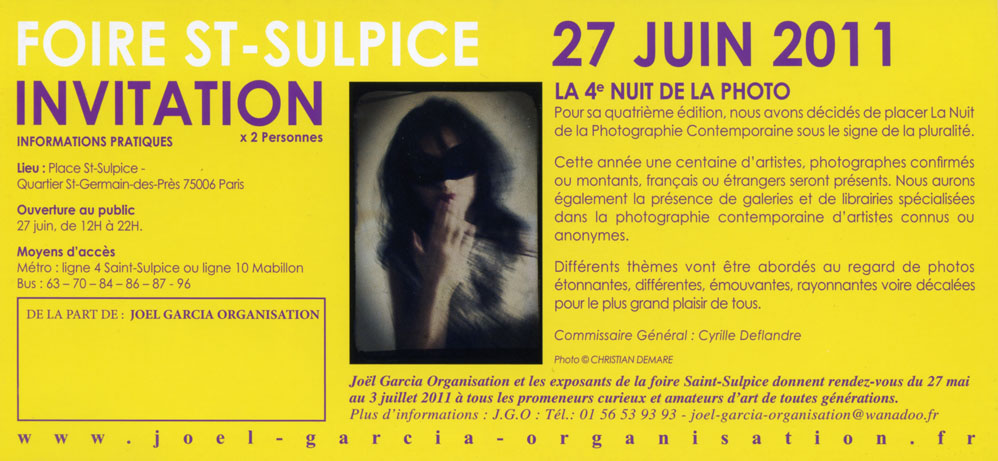 FOIRE ST-SULPICE
INVITATION
x 2 Personnes
INFORMATIONS PRATIQUES
Lieu : Place St-Sulpice -
Quartier St-Germain-des-Près 75006 Paris
Ouverture au public
27 juin, de 12H à 22H.
Moyens d'accès
Métro : ligne 4 Saint-Sulpice ou ligne 10 Mabillon
Bus : 63 – 70 – 84 – 86 – 87 - 96
DE LA PART DE : JOEL GARCIA ORGANISATION
27 JUIN 2011
LA 4e NUIT DE LA PHOTO
Pour sa quatrième édition, nous avons décidés de placer La Nuit
de la Photographie Contemporaine sous le signe de la pluralité.
Cette année une centaine d'artistes, photographes confirmés
ou montants, français ou étrangers seront présents. Nous aurons
également la présence de galeries et de librairies spécialisées
dans la photographie contemporaine d'artistes connus ou
anonymes.
Différents thèmes vont être abordés au regard de photos
étonnantes, différentes, émouvantes, rayonnantes voire décalées
pour le plus grand plaisir de tous.
Commissaire Général : Cyrille Deflandre
Photo © CHRISTIAN DEMARE
Joël Garcia Organisation et les exposants de la foire Saint-Sulpice donnent rendez-vous du 27 mai
au 3 juillet 2011 à tous les promeneurs curieux et amateurs d'art de toutes générations.
Plus d'informations : J.G.O : Tél.: 01 56 53 93 93 - joel-garcia-organisation@wanadoo.fr
www.joel-garcia-organisation.fr